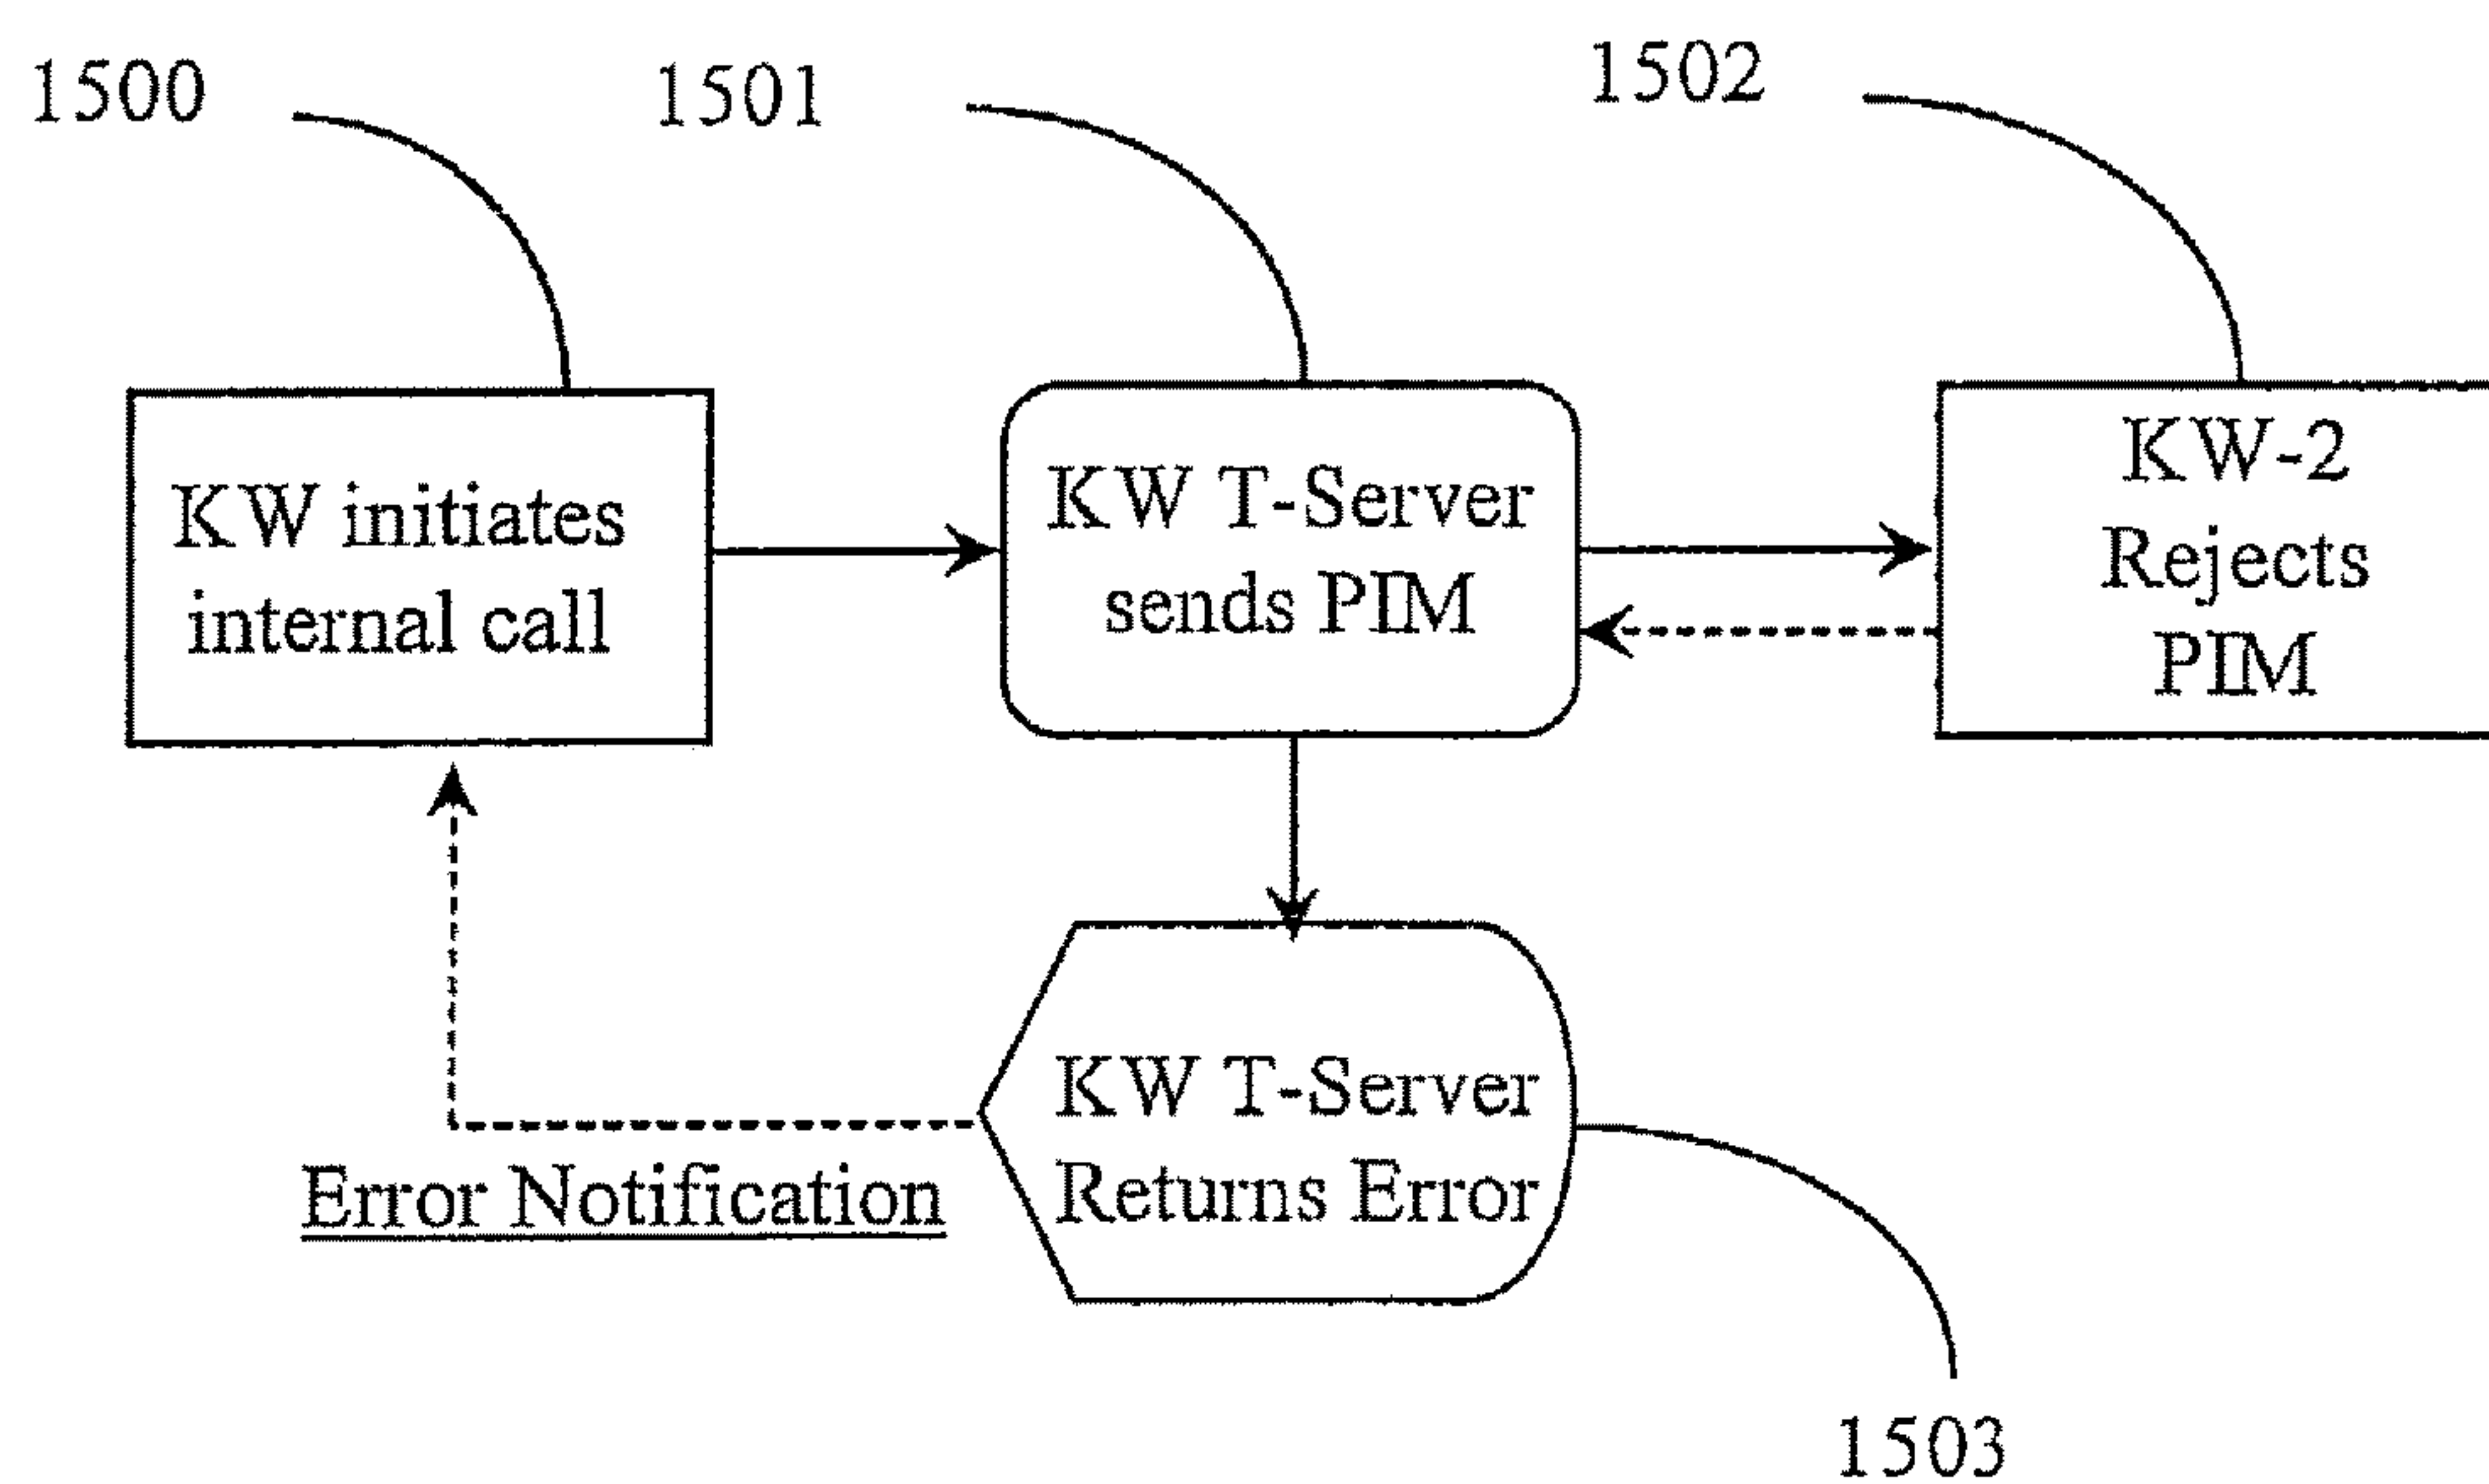 1500
1501
1502
KW initiates
internal call
KW T-Server
sends PIM
KW-2
Rejects
PIM
KW T-Server
Returns Error
Error Notification
1503